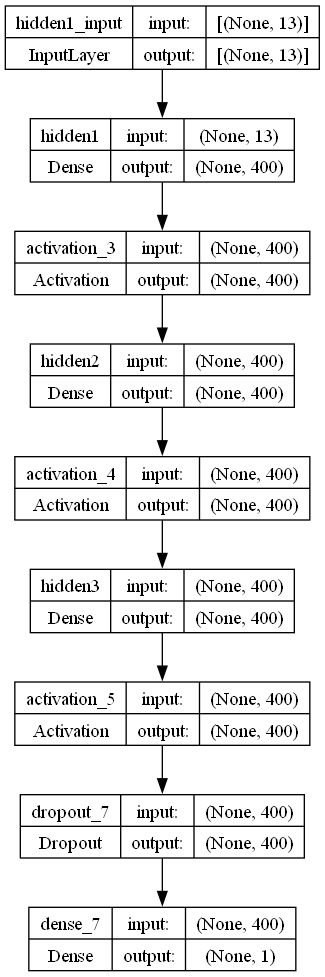 hidden1_input input: [(None, 13)]
InputLayer output: [(None, 13)]
hidden1 input: (None, 13)
Dense output: (None, 400)
activation_3 input: (None, 400)
Activation output: (None, 400)
hidden2 input: (None, 400)
Dense output: (None, 400)
activation_4 input: (None, 400)
Activation output: (None, 400)
hidden3 input: (None, 400)
Dense output: (None, 400)
activation_5 input: (None, 400)
Activation output: (None, 400)
dropout_7 input: (None, 400)
Dropout output: (None, 400)
dense_7 input: (None, 400)
Dense output: (None, 1)